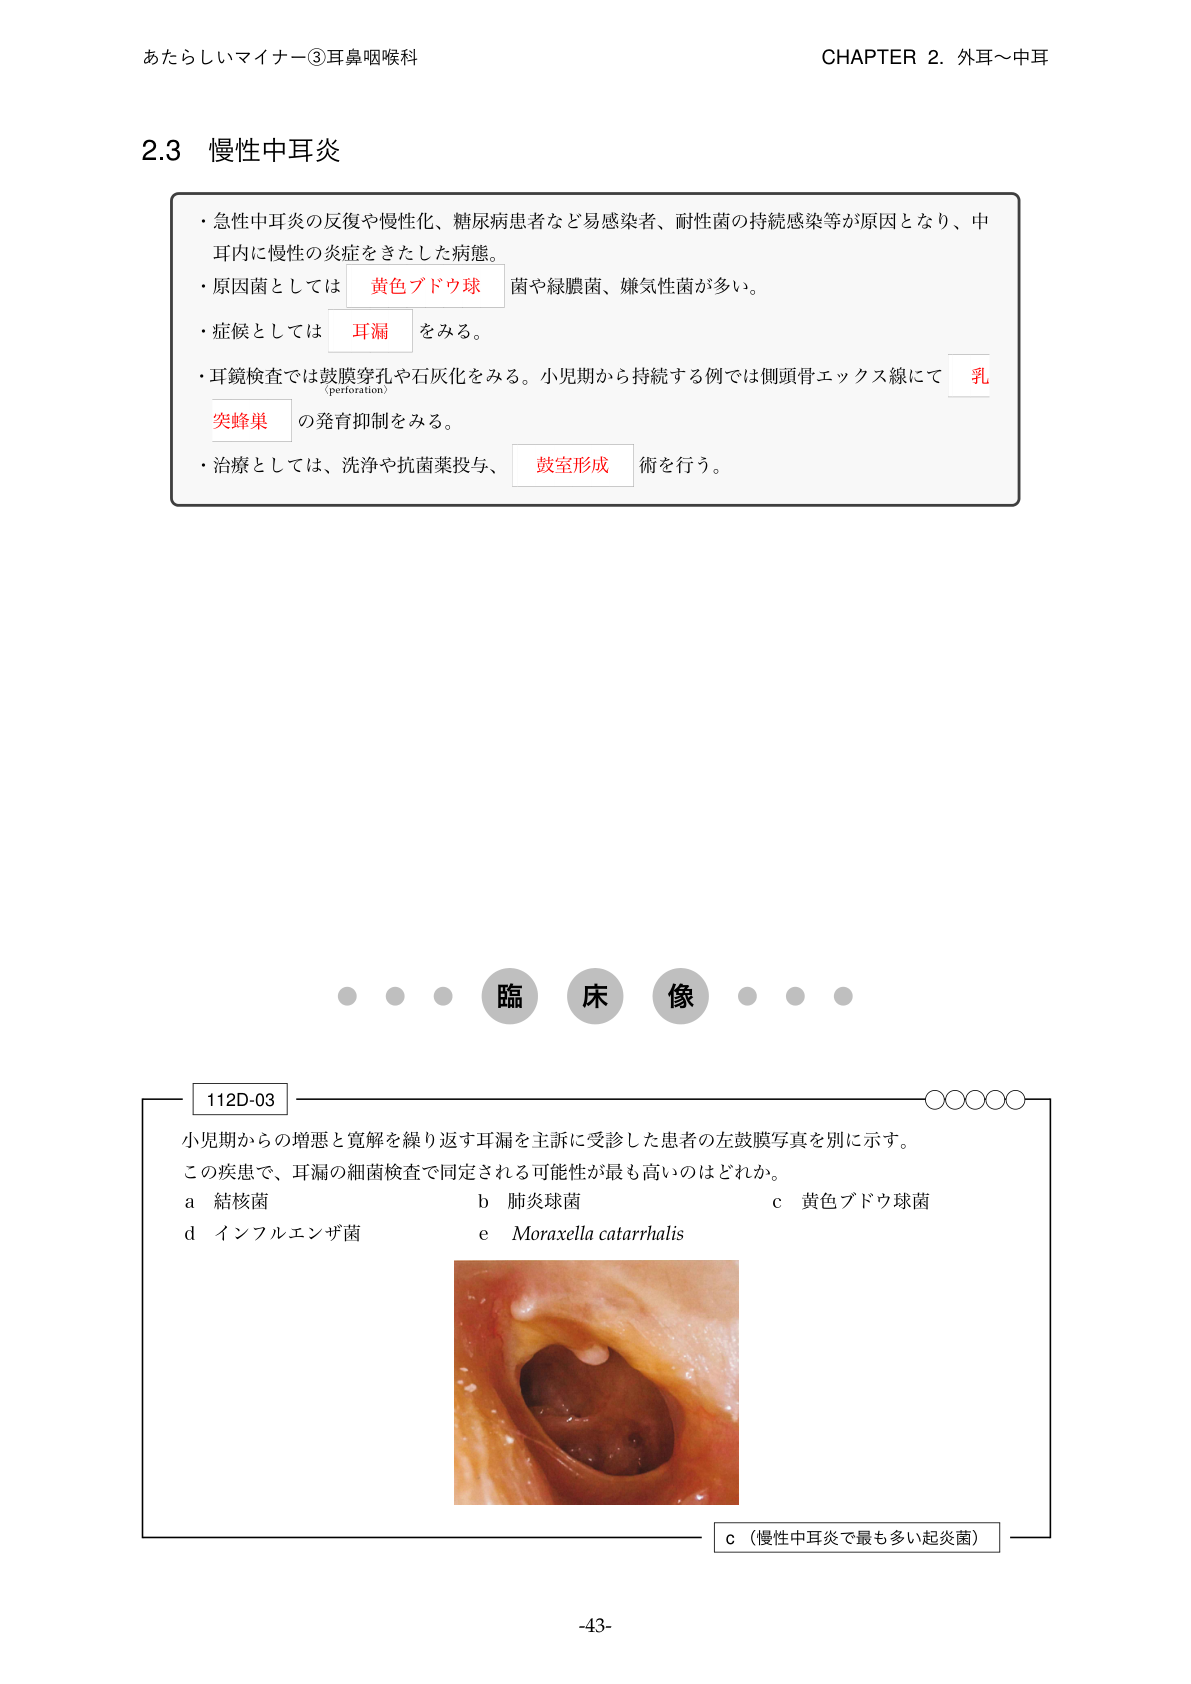 あたらしいマイナー③耳鼻咽喉科 CHAPTER 2. 外耳〜中耳
2.3 慢性中耳炎
・急性中耳炎の反復や慢性化、糖尿病患者など易感染者、耐性菌の持続感染等が原因となり、中
耳内に慢性の炎症をきたした病態。
・原因菌としては 黄色ブドウ球 菌や緑膿菌、嫌気性菌が多い。
・症候としては 耳漏 をみる。
・耳鏡検査では鼓膜穿孔や石灰化をみる。小児期から持続する例では側頭骨エックス線にて 乳
〈perforation〉
突蜂巣 の発育抑制をみる。
・治療としては、洗浄や抗菌薬投与、 鼓室形成 術を行う。
臨床像
112D-03
小児期からの増悪と寛解を繰り返す耳漏を主訴に受診した患者の左鼓膜写真を別に示す。
この疾患で、耳漏の細菌検査で同定される可能性が最も高いのはどれか。
a 結核菌 b 肺炎球菌 c 黄色ブドウ球菌
d インフルエンザ菌 e Moraxella catarrhalis
c （慢性中耳炎で最も多い起炎菌）
-43-